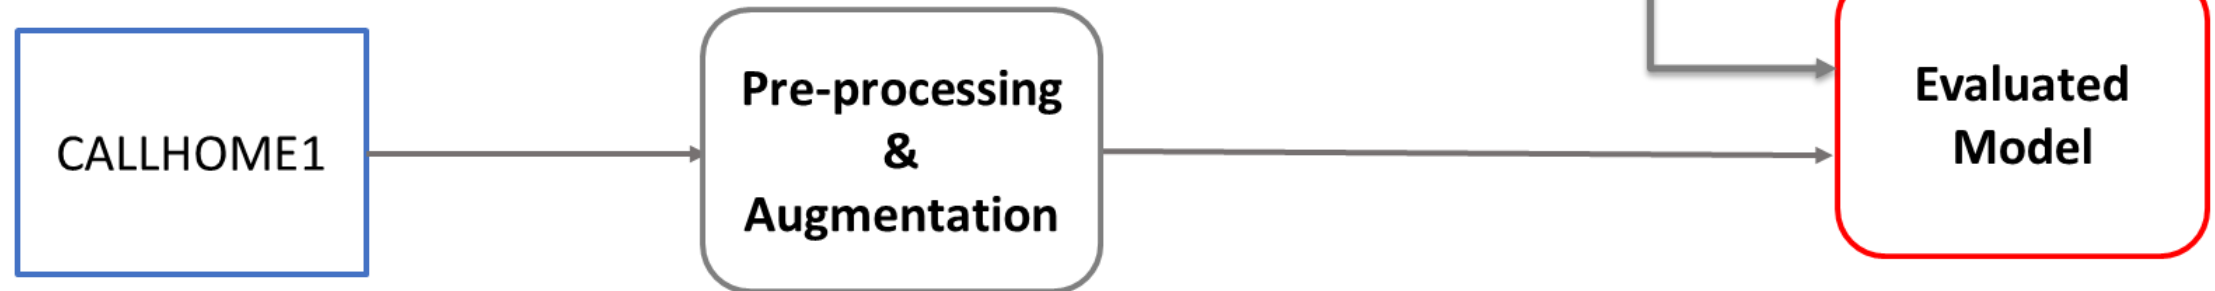 CALLHOME1
Pre-processing
&
Augmentation
Evaluated
Model